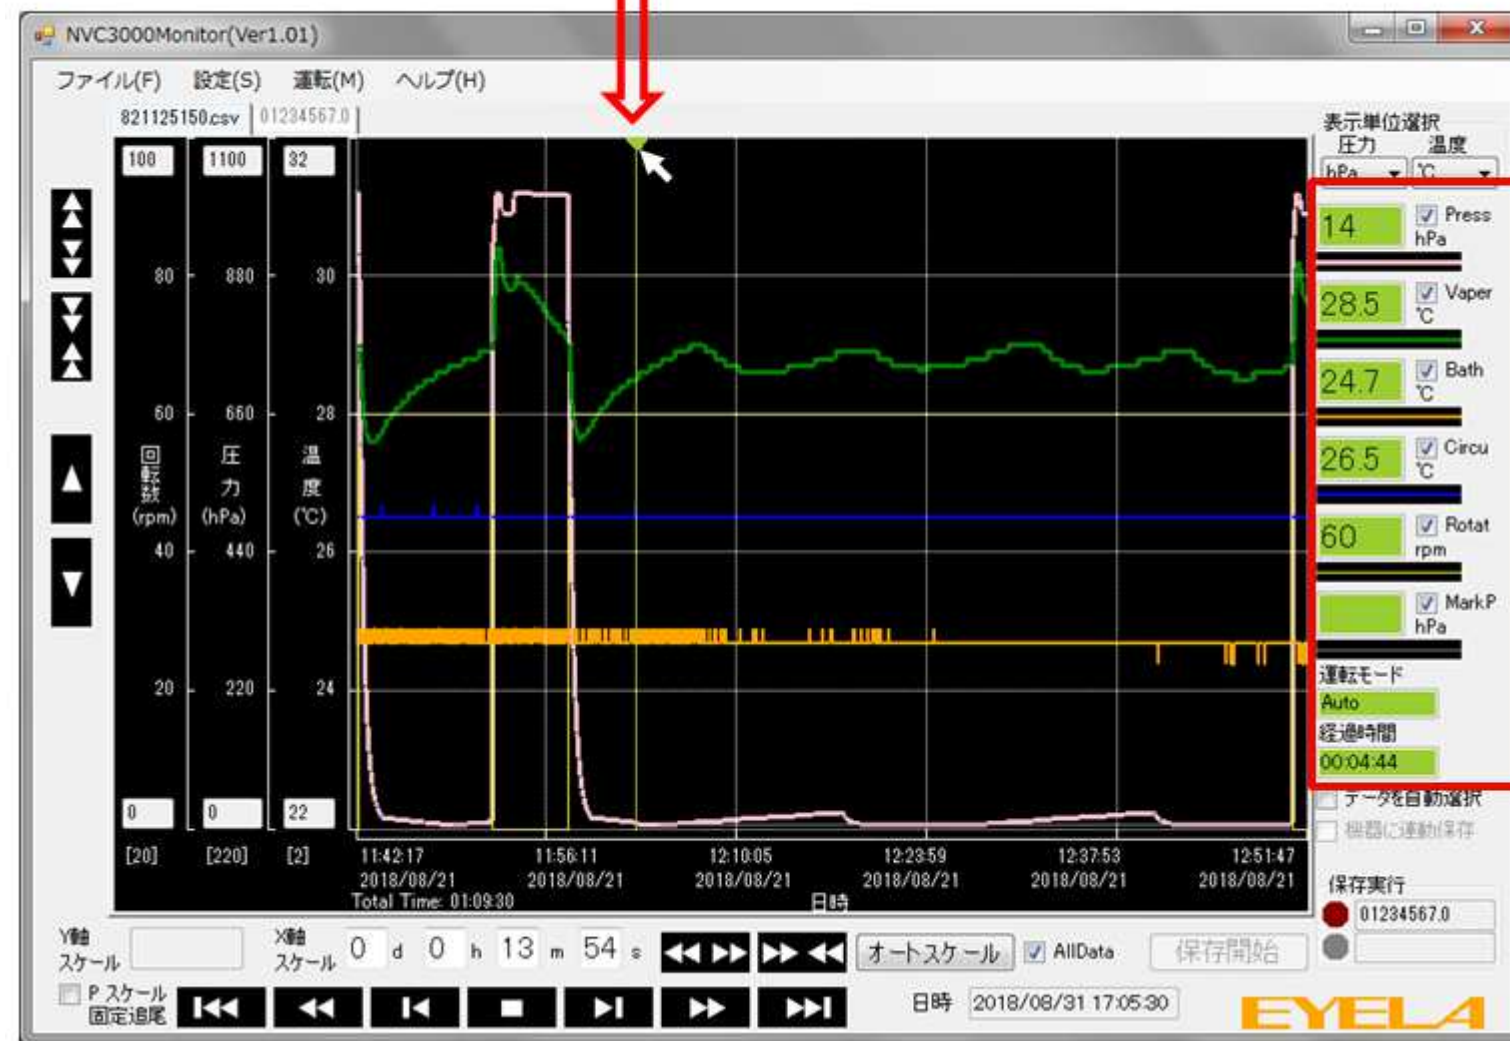 NVC3000Monitor(Ver1.01)
ファイル(F) 設定(S) 運転(M) ヘルプ(H)
821125150.csv 01234567.0
表示単位選択
圧力 温度
hPa ℃
100 1100 32
80 880 30
60 660 28
回転数 圧力 温度
(rpm) (hPa) (℃)
40 440 26
20 220 24
0 0 22
[20] [220] [2]
14 Press
hPa
28.5 Vaper
℃
24.7 Bath
℃
26.5 Circu
℃
60 Rotat
rpm
MarkP
hPa
運転モード
Auto
経過時間
00:04:44
データを自動選択
機器に連動保存
11:42:17 11:56:11 12:10:05 12:23:59 12:37:53 12:51:47
2018/08/21 2018/08/21 2018/08/21 2018/08/21 2018/08/21 2018/08/21
Total Time: 01:09:30 日時
保存実行
01234567.0
Y軸
スケール
X軸
スケール
0 d 0 h 13 m 54 s
オートスケール AllData 保存開始
P スケール
固定追尾
日時 2018/08/31 17:05:30
EYELA